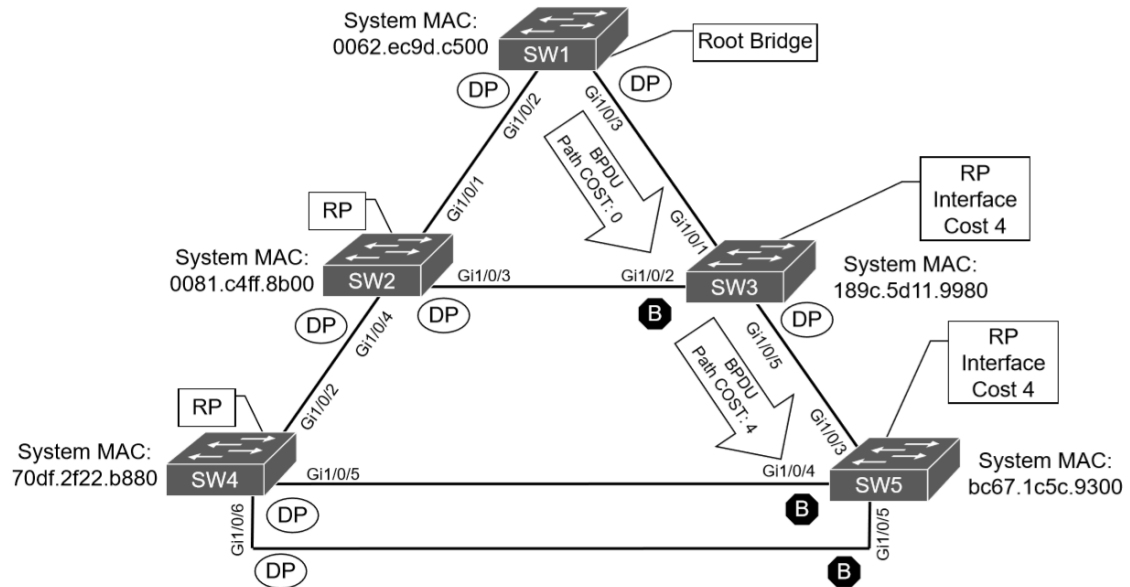 System MAC:
0062.ec9d.c500
SW1
Root Bridge
DP
DP
Gi1/0/2
Gi1/0/3
BPDU
Path COST: 0
RP
Interface
Cost 4
RP
Gi1/0/1
Gi1/0/1
System MAC:
0081.c4ff.8b00
SW2
Gi1/0/3
Gi1/0/2
SW3
System MAC:
189c.5d11.9980
DP
Gi1/0/4
DP
B
DP
Gi1/0/5
BPDU
Path COST: 4
RP
Interface
Cost 4
RP
Gi1/0/2
Gi1/0/3
System MAC:
70df.2f22.b880
SW4
Gi1/0/5
Gi1/0/4
SW5
System MAC:
bc67.1c5c.9300
Gi1/0/6
DP
B
Gi1/0/5
DP
B